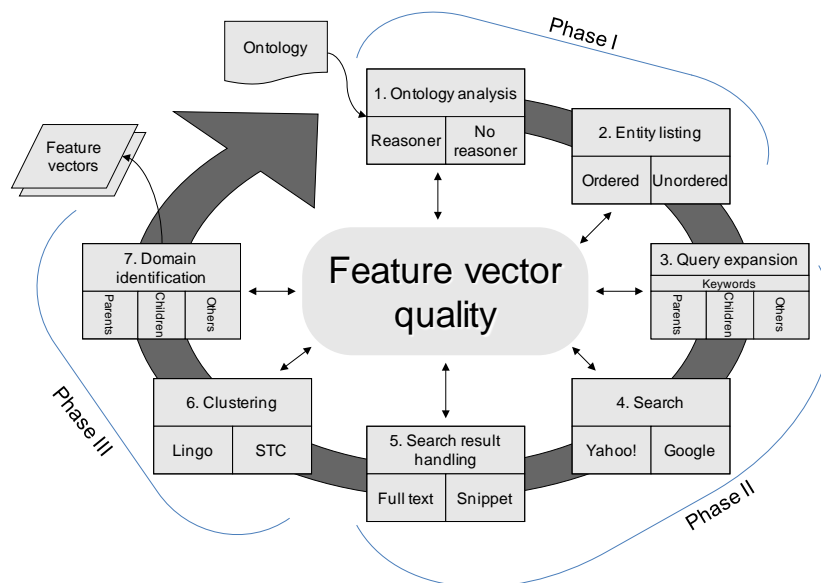 Ontology
Phase I
1. Ontology analysis
Reasoner
No
reasoner
2. Entity listing
Ordered
Unordered
Feature
vectors
7. Domain
identification
Parents
Children
Others
Feature vector
quality
3. Query expansion
Keywords
Parents
Children
Others
6. Clustering
Lingo
STC
5. Search result
handling
Full text
Snippet
4. Search
Yahoo!
Google
Phase III
Phase II